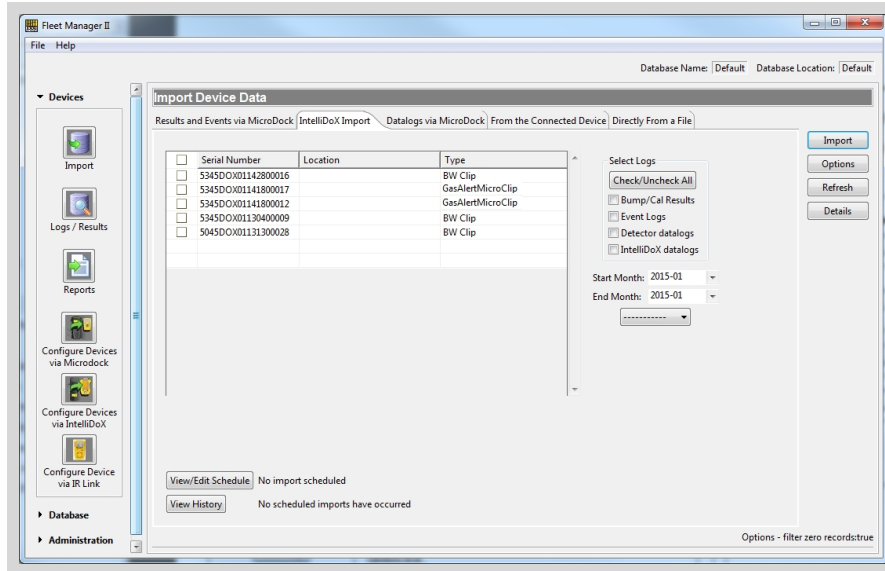 Fleet Manager II
File Help
Database Name: Default Database Location: Default
Devices
Import
Logs / Results
Reports
Configure Devices
via Microdock
Configure Devices
via IntelliDoX
Configure Device
via IR Link
Database
Administration
Import Device Data
Results and Events via MicroDock IntelliDoX Import Datalogs via MicroDock From the Connected Device Directly From a File
Serial Number Location Type
5345DOX01142800016 BW Clip
5345DOX01141800017 GasAlertMicroClip
5345DOX01141800012 GasAlertMicroClip
5345DOX01130400009 BW Clip
5045DOX01131300028 BW Clip
Select Logs
Check/Uncheck All
Bump/Cal Results
Event Logs
Detector datalogs
IntelliDoX datalogs
Start Month: 2015-01
End Month: 2015-01
-----------
Import
Options
Refresh
Details
View/Edit Schedule No import scheduled
View History No scheduled imports have occurred
Options - filter zero records:true